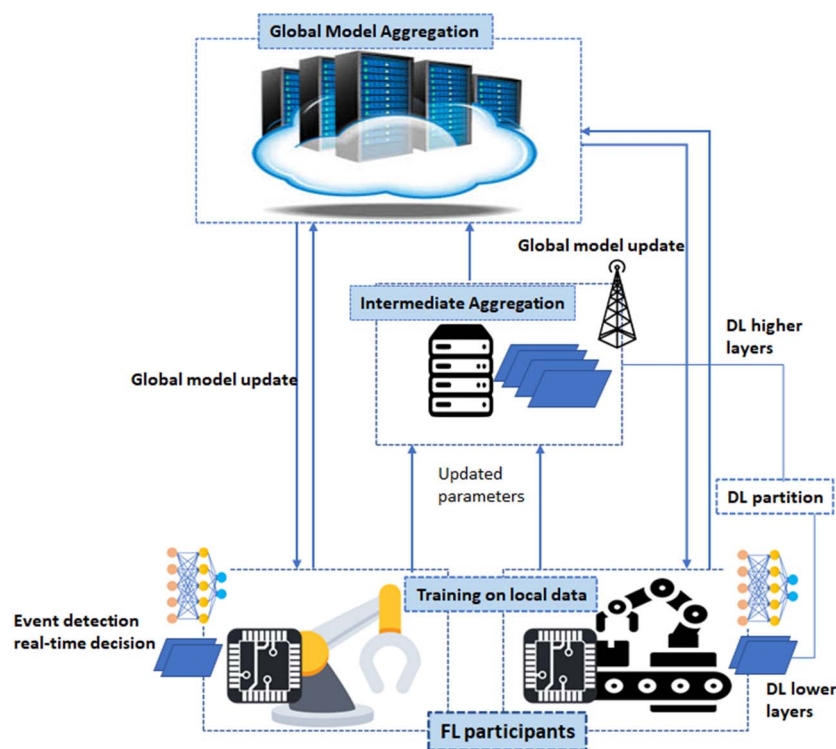 Global Model Aggregation
Global model update
Intermediate Aggregation
DL higher
layers
Global model update
Updated
parameters
DL partition
Training on local data
Event detection
real-time decision
DL lower
layers
FL participants